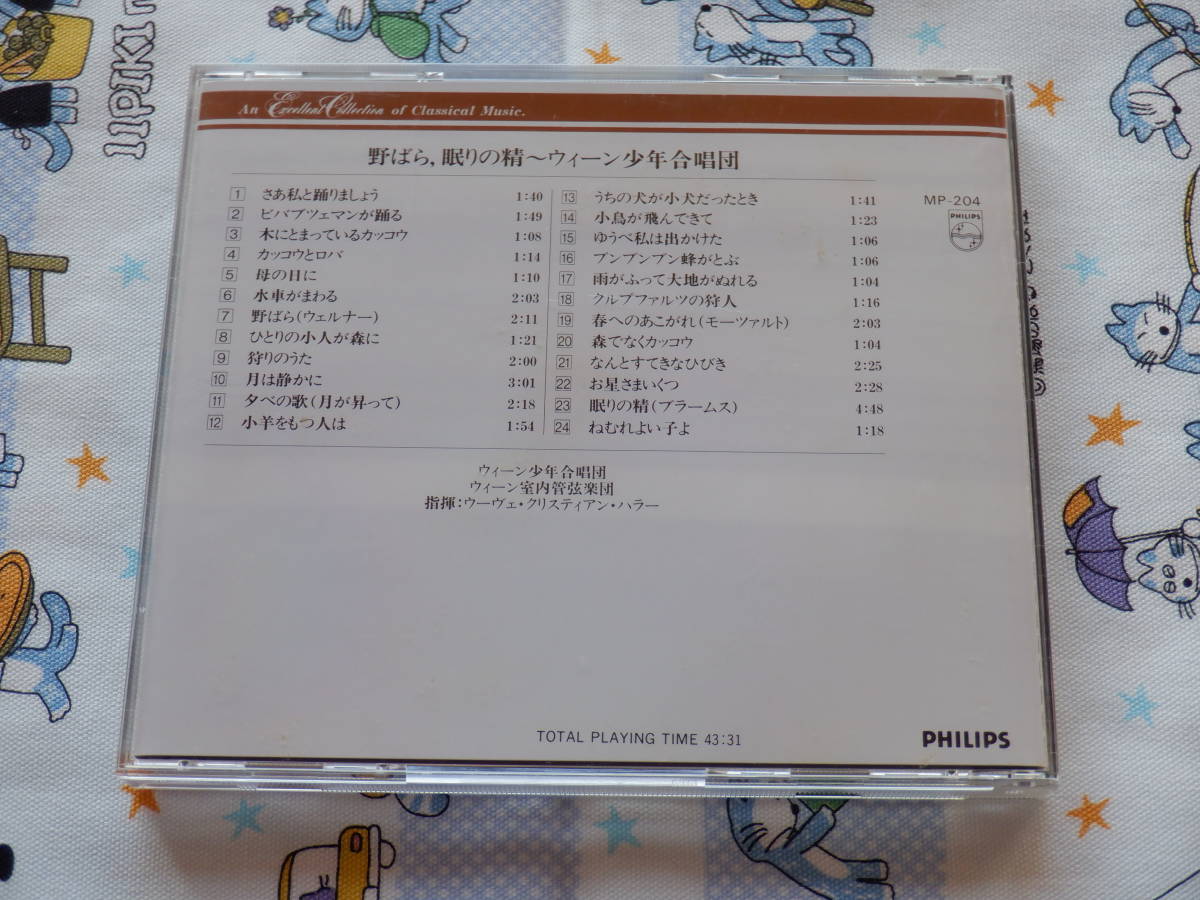 11PIKI
An Excellent Collection of Classical Music.
野ばら,眠りの精～ウィーン少年合唱団
1 さあ私と踊りましょう 1:40
2 ビバブツェマンが踊る 1:49
3 木にとまっているカッコウ 1:08
4 カッコウとロバ 1:14
5 母の日に 1:10
6 水車がまわる 2:03
7 野ばら(ウェルナー) 2:11
8 ひとりの小人が森に 1:21
9 狩りのうた 2:00
10 月は静かに 3:01
11 夕べの歌(月が昇って) 2:18
12 小羊をもつ人は 1:54
13 うちの犬が小犬だったとき 1:41
14 小鳥が飛んできて 1:23
15 ゆうべ私は出かけた 1:06
16 ブンブンブン蜂がとぶ 1:06
17 雨がふって大地がぬれる 1:04
18 クルプファルツの狩人 1:16
19 春へのあこがれ(モーツァルト) 2:03
20 森でなくカッコウ 1:04
21 なんとすてきなひびき 2:25
22 お星さまいくつ 2:28
23 眠りの精(ブラームス) 4:48
24 ねむれよい子よ 1:18
MP-204
PHILIPS
ウィーン少年合唱団
ウィーン室内管弦楽団
指揮:ウーヴェ・クリスティアン・ハラー
TOTAL PLAYING TIME 43:31
PHILIPS